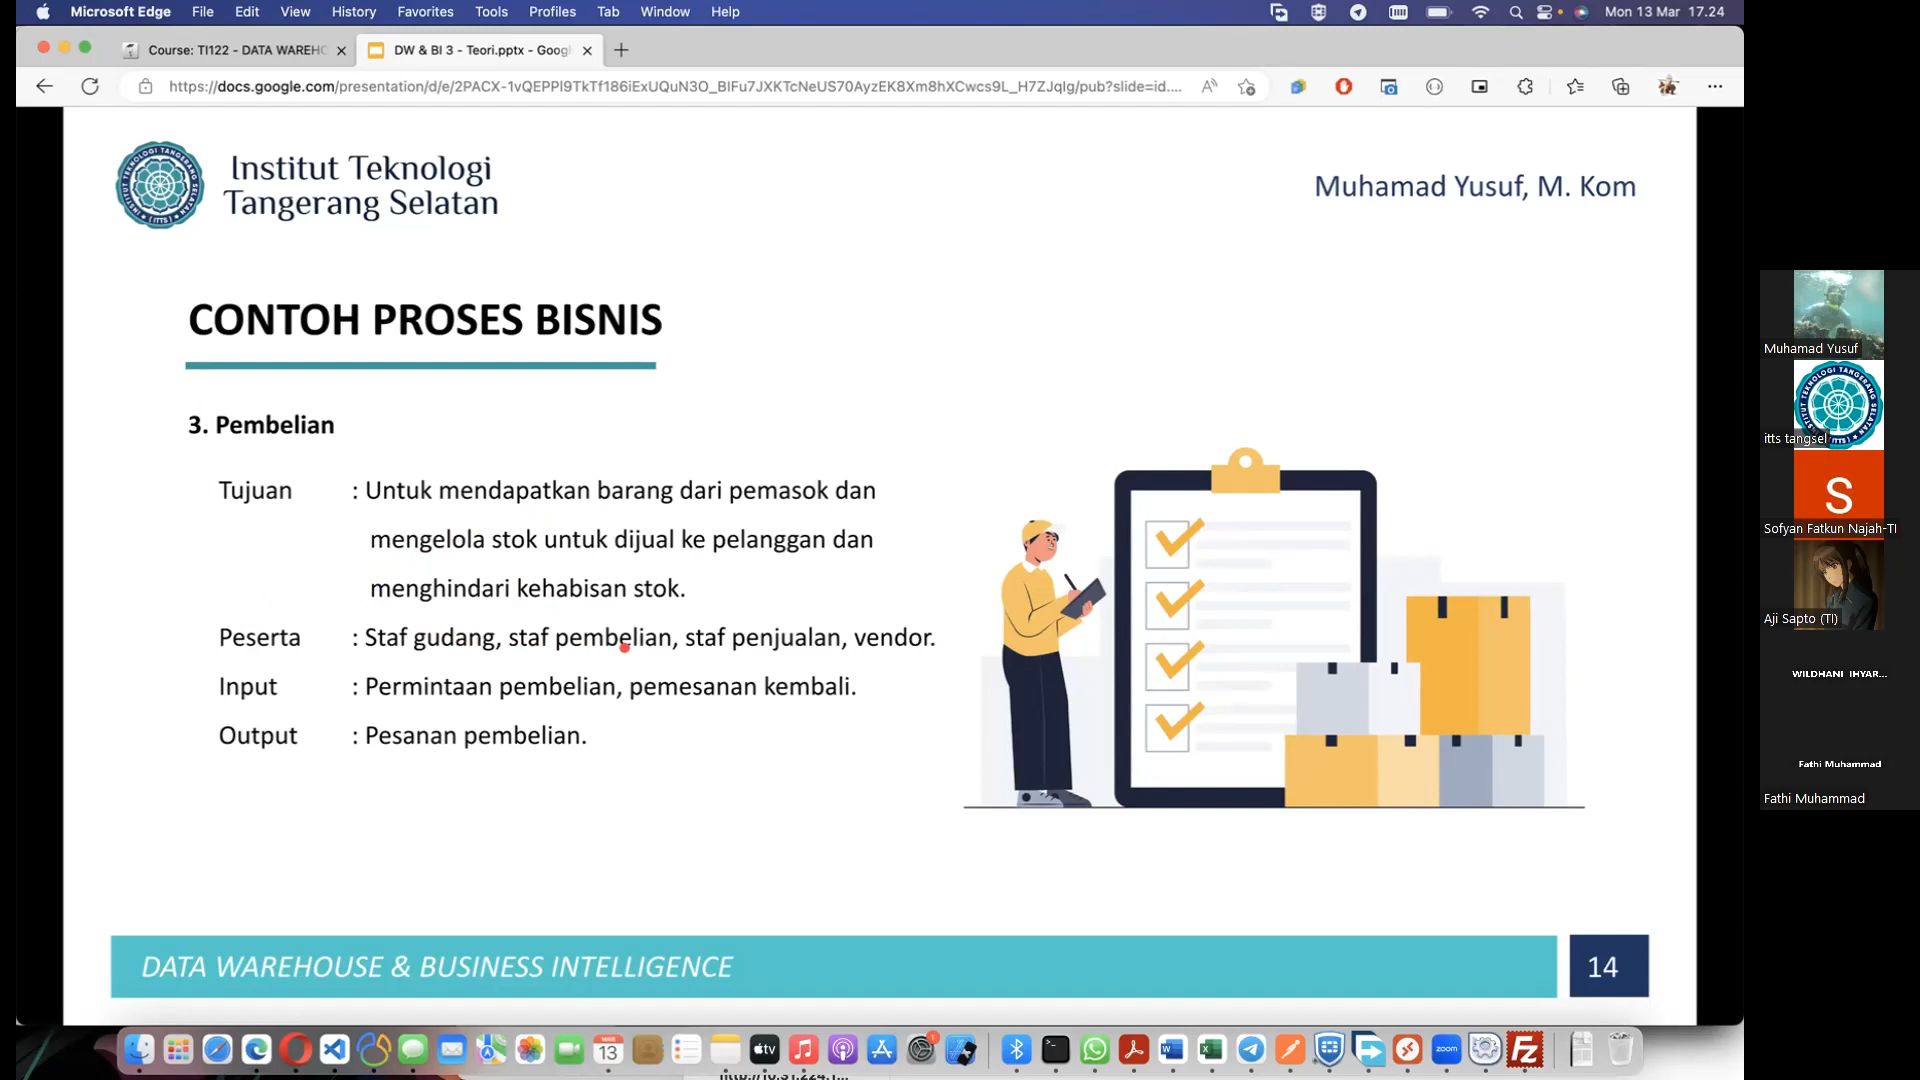 Microsoft Edge File Edit View History Favorites Tools Profiles Tab Window Help Mon 13 Mar 17.24
Course: TI122 - DATA WAREHO
DW & BI 3 - Teori.pptx - Goog
https://docs.google.com/presentation/d/e/2PACX-1vQEPPl9TkTf186iExUQuN3O_BIFu7JXKTcNeUS70AyzEK8Xm8hXCwcs9L_H7ZJqIg/pub?slide=id....
Institut Teknologi
Tangerang Selatan
Muhamad Yusuf, M. Kom
CONTOH PROSES BISNIS
3. Pembelian
Tujuan : Untuk mendapatkan barang dari pemasok dan
mengelola stok untuk dijual ke pelanggan dan
menghindari kehabisan stok.
Peserta : Staf gudang, staf pembelian, staf penjualan, vendor.
Input : Permintaan pembelian, pemesanan kembali.
Output : Pesanan pembelian.
DATA WAREHOUSE & BUSINESS INTELLIGENCE
14
Muhamad Yusuf
itts tangsel
S
Sofyan Fatkun Najah-TI
Aji Sapto (TI)
WILDHANI IHYAR...
Fathi Muhammad
Fathi Muhammad
MAR
13
tv
zoom